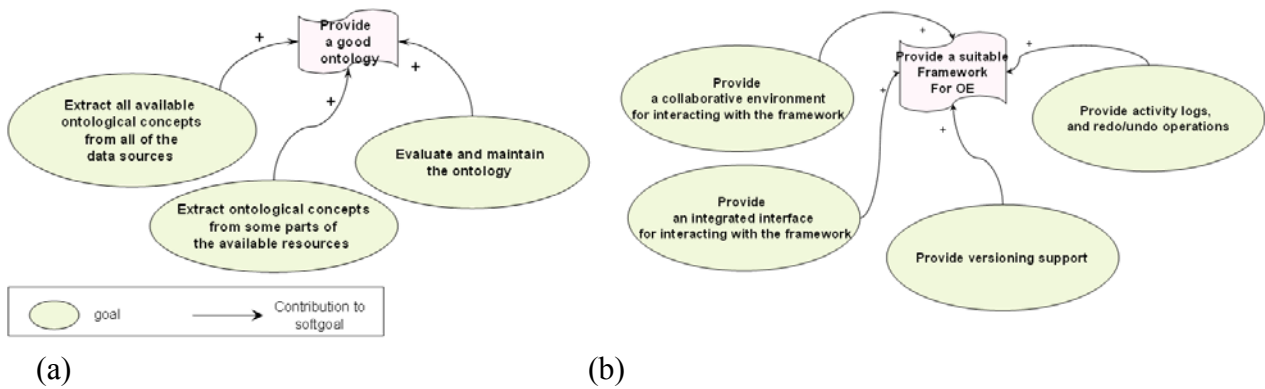 Provide
a good
ontology
+
+
+
Extract all available
ontological concepts
from all of the
data sources
Evaluate and maintain
the ontology
Extract ontological concepts
from some parts of
the available resources
goal
Contribution to
softgoal
(a)
Provide a suitable
Framework
For OE
+
+
+
+
Provide
a collaborative environment
for interacting with the framework
Provide activity logs,
and redo/undo operations
Provide
an integrated interface
for interacting with the framework
Provide versioning support
(b)